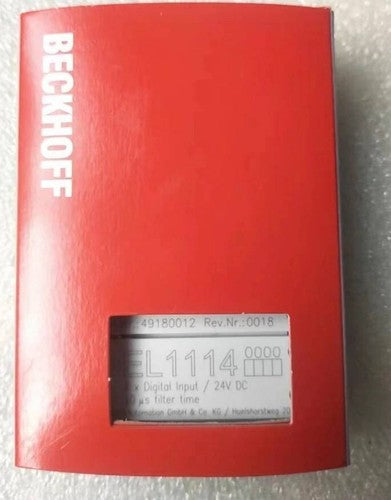 BECKHOFF
49180012 Rev.Nr.:0018
EL1114 0000
x Digital Input / 24V DC
µs filter time
Automation GmbH & Co. KG / Huelshorstweg 20